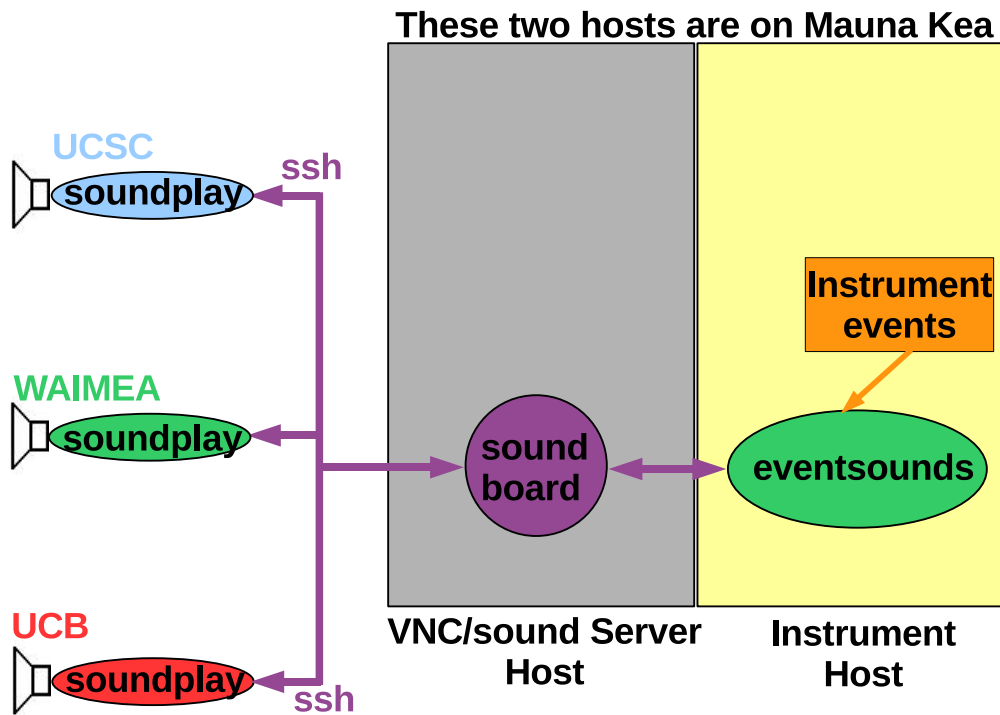 These two hosts are on Mauna Kea
UCSC
ssh
soundplay
Instrument
events
WAIMEA
soundplay
sound
board
eventsounds
UCB
soundplay
ssh
VNC/sound Server
Host
Instrument
Host